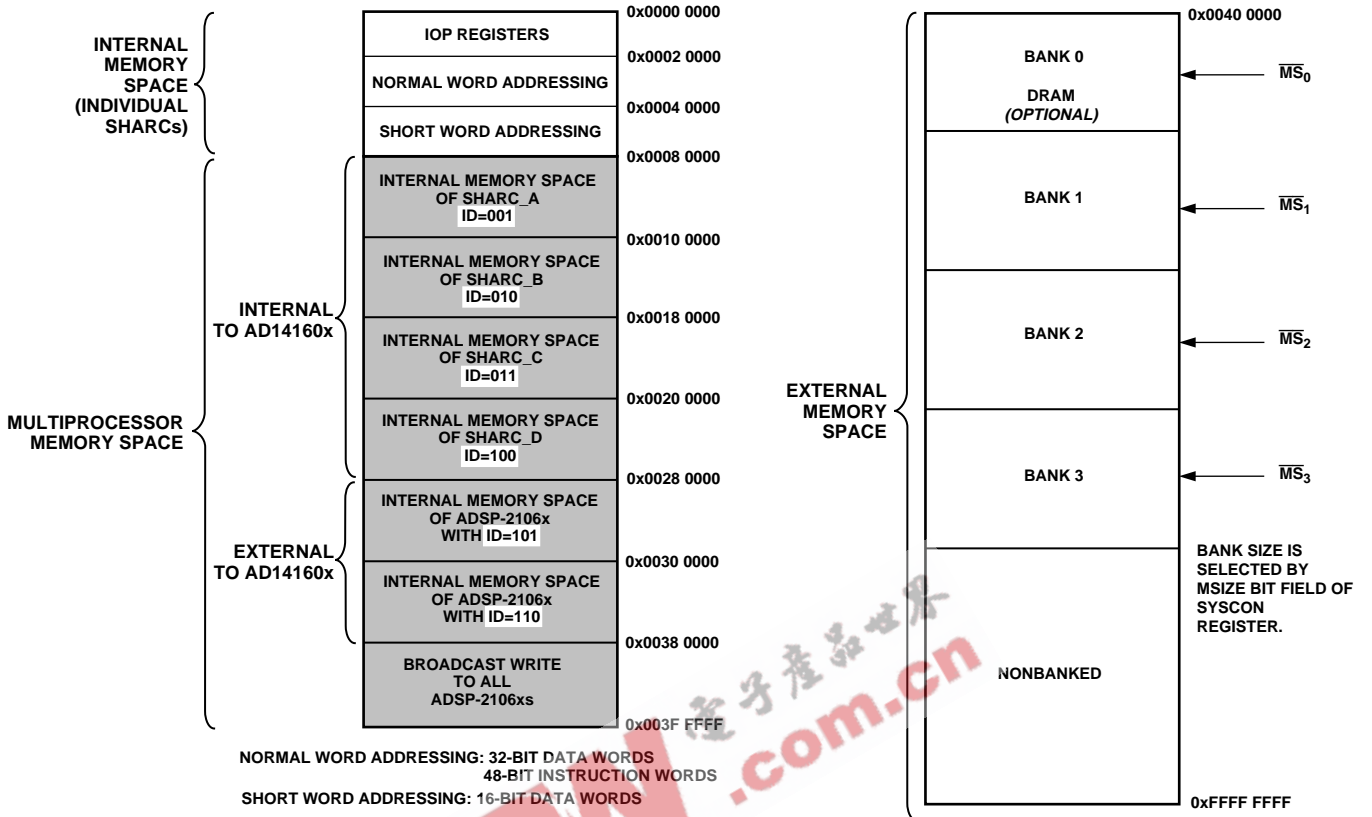 INTERNAL
MEMORY
SPACE
(INDIVIDUAL
SHARCs)
MULTIPROCESSOR
MEMORY SPACE
INTERNAL
TO AD14160x
EXTERNAL
TO AD14160x
0x0000 0000
IOP REGISTERS
0x0002 0000
NORMAL WORD ADDRESSING
0x0004 0000
SHORT WORD ADDRESSING
0x0008 0000
INTERNAL MEMORY SPACE
OF SHARC_A
ID=001
0x0010 0000
INTERNAL MEMORY SPACE
OF SHARC_B
ID=010
0x0018 0000
INTERNAL MEMORY SPACE
OF SHARC_C
ID=011
0x0020 0000
INTERNAL MEMORY SPACE
OF SHARC_D
ID=100
0x0028 0000
INTERNAL MEMORY SPACE
OF ADSP-2106x
WITH ID=101
0x0030 0000
INTERNAL MEMORY SPACE
OF ADSP-2106x
WITH ID=110
0x0038 0000
BROADCAST WRITE
TO ALL
ADSP-2106xs
0x003F FFFF
NORMAL WORD ADDRESSING: 32-BIT DATA WORDS
48-BIT INSTRUCTION WORDS
SHORT WORD ADDRESSING: 16-BIT DATA WORDS
EXTERNAL
MEMORY
SPACE
0x0040 0000
BANK 0
DRAM
(OPTIONAL)
MS0
BANK 1
MS1
BANK 2
MS2
BANK 3
MS3
BANK SIZE IS
SELECTED BY
MSIZE BIT FIELD OF
SYSCON
REGISTER.
NONBANKED
0xFFFF FFFF
電子產品世界
.com.cn